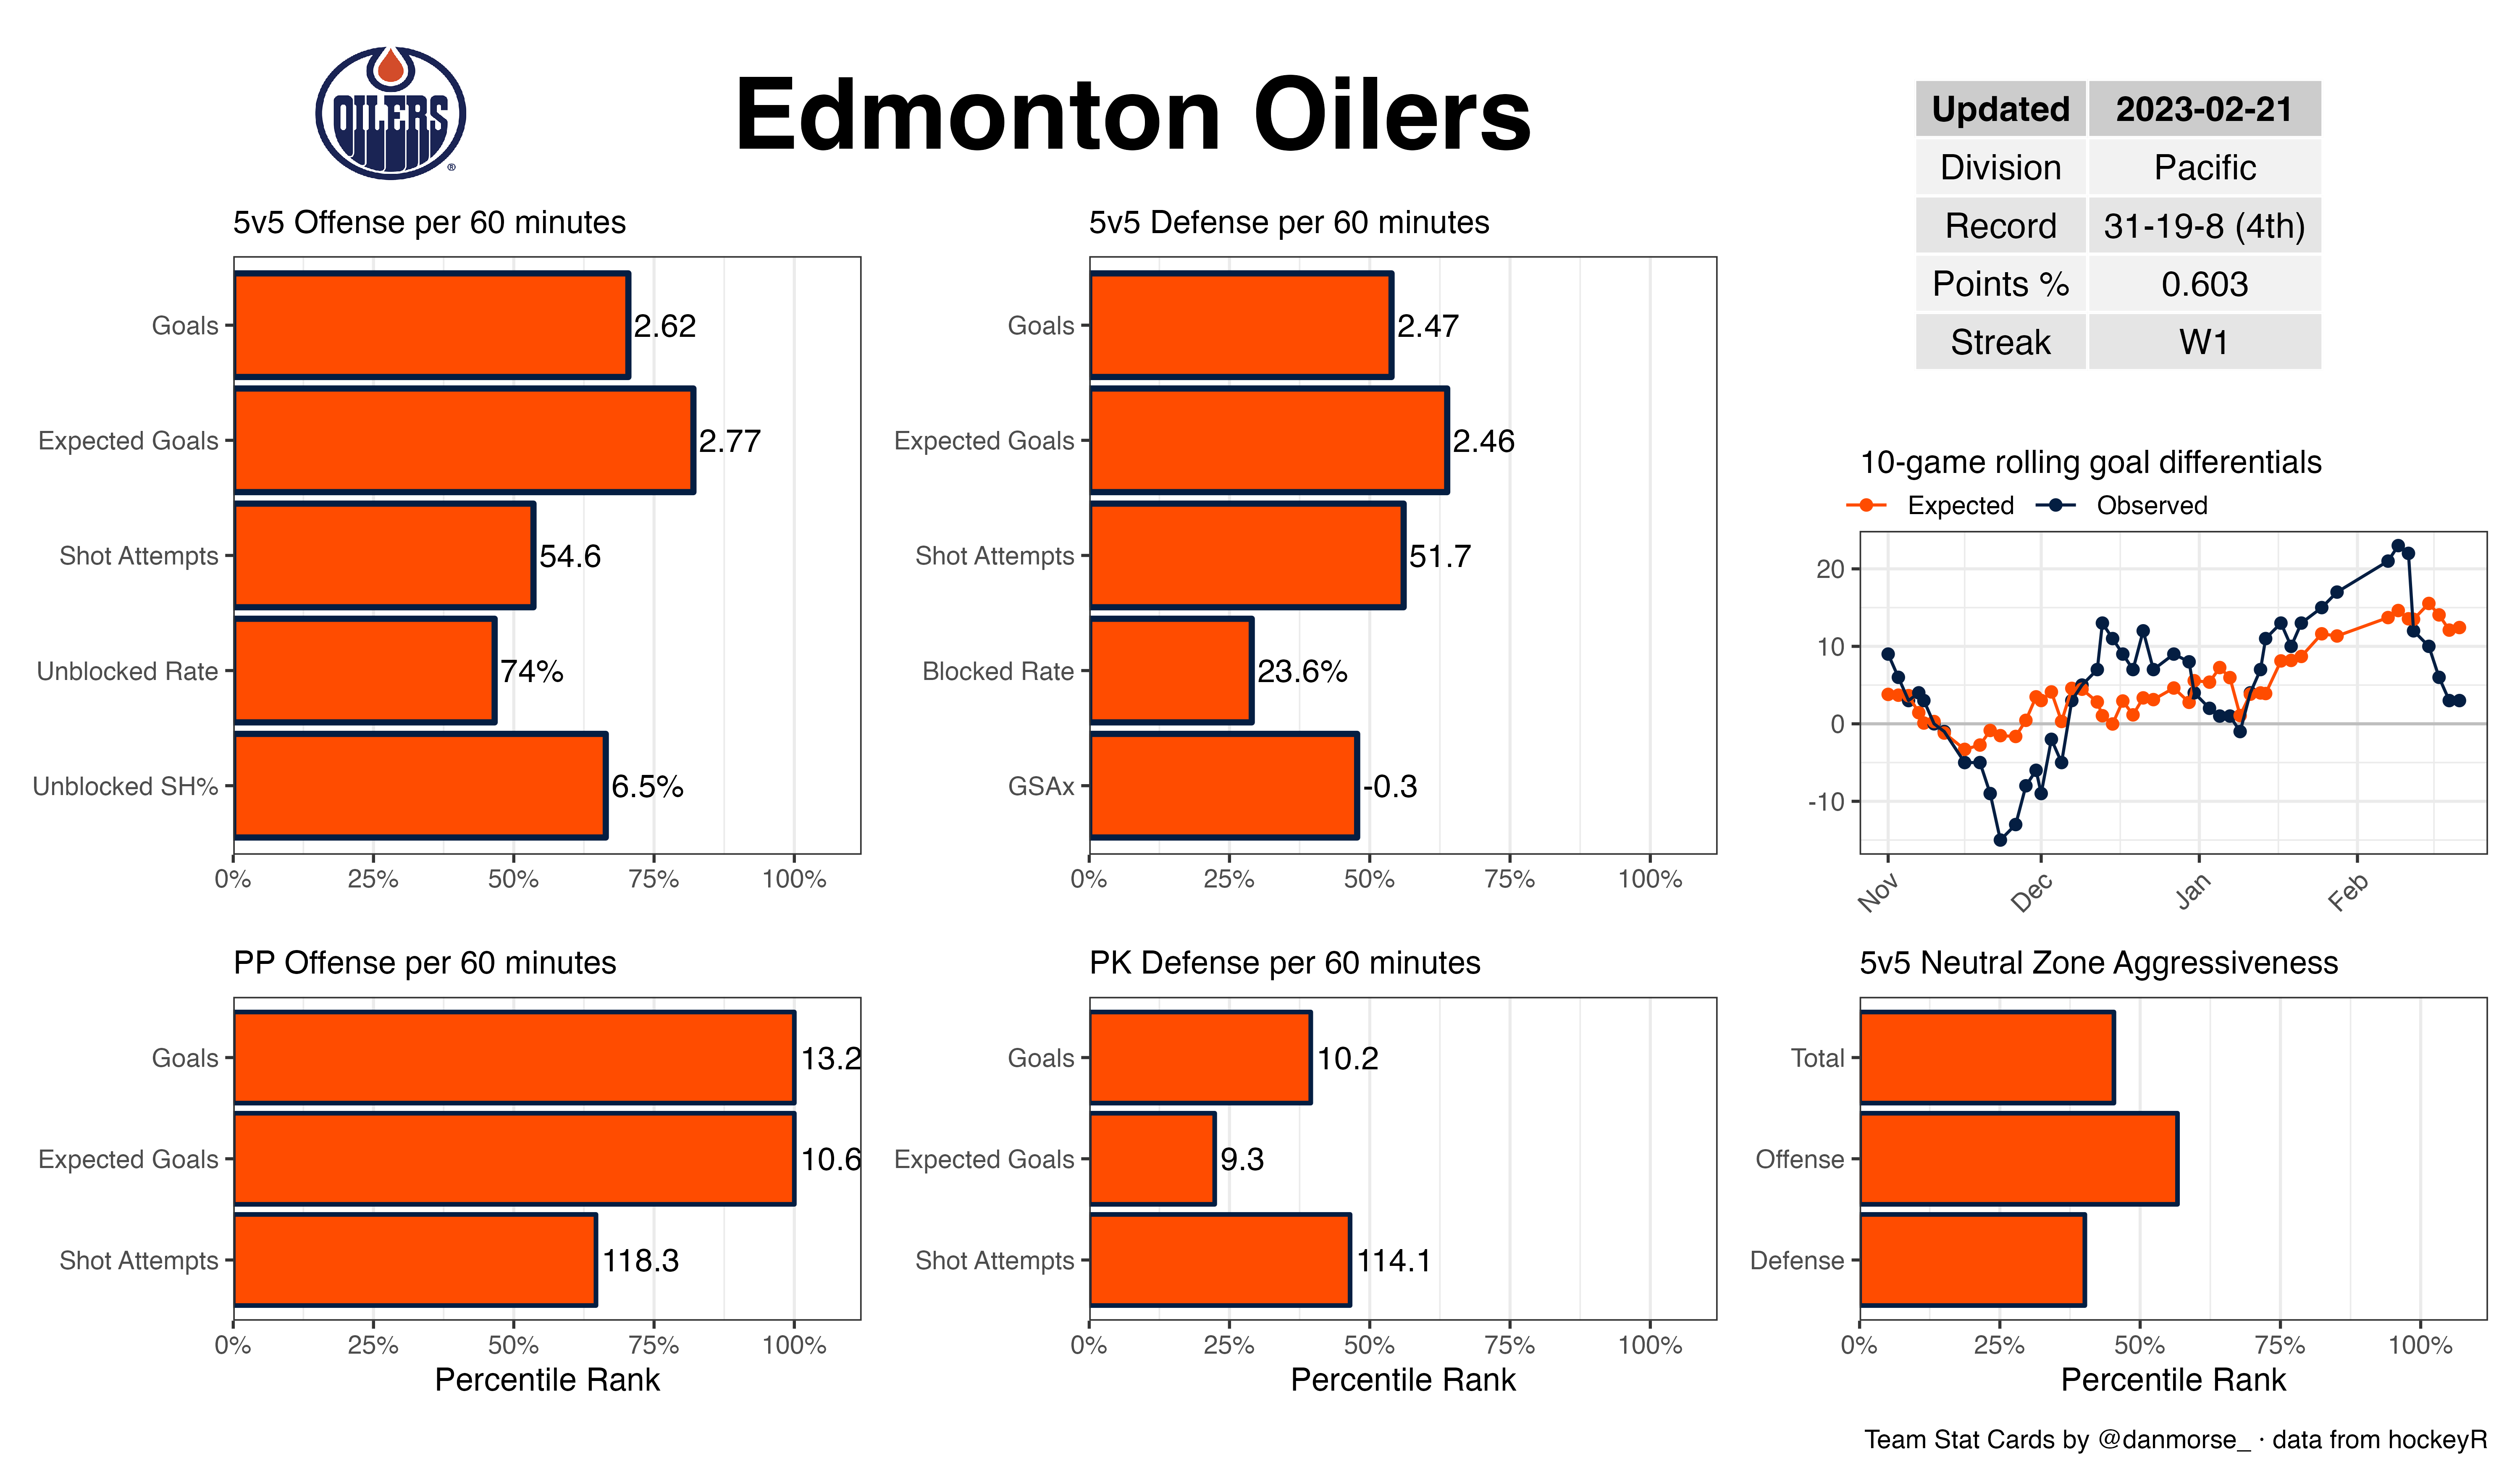 OILERS
®
Edmonton Oilers
Updated 2023-02-21
Division Pacific
Record 31-19-8 (4th)
Points % 0.603
Streak W1
5v5 Offense per 60 minutes
Goals 2.62
Expected Goals 2.77
Shot Attempts 54.6
Unblocked Rate 74%
Unblocked SH% 6.5%
0% 25% 50% 75% 100%
5v5 Defense per 60 minutes
Goals 2.47
Expected Goals 2.46
Shot Attempts 51.7
Blocked Rate 23.6%
GSAx -0.3
0% 25% 50% 75% 100%
10-game rolling goal differentials
Expected Observed
20
10
0
-10
Nov Dec Jan Feb
PP Offense per 60 minutes
Goals 13.2
Expected Goals 10.6
Shot Attempts 118.3
0% 25% 50% 75% 100%
Percentile Rank
PK Defense per 60 minutes
Goals 10.2
Expected Goals 9.3
Shot Attempts 114.1
0% 25% 50% 75% 100%
Percentile Rank
5v5 Neutral Zone Aggressiveness
Total
Offense
Defense
0% 25% 50% 75% 100%
Percentile Rank
Team Stat Cards by @danmorse_ · data from hockeyR